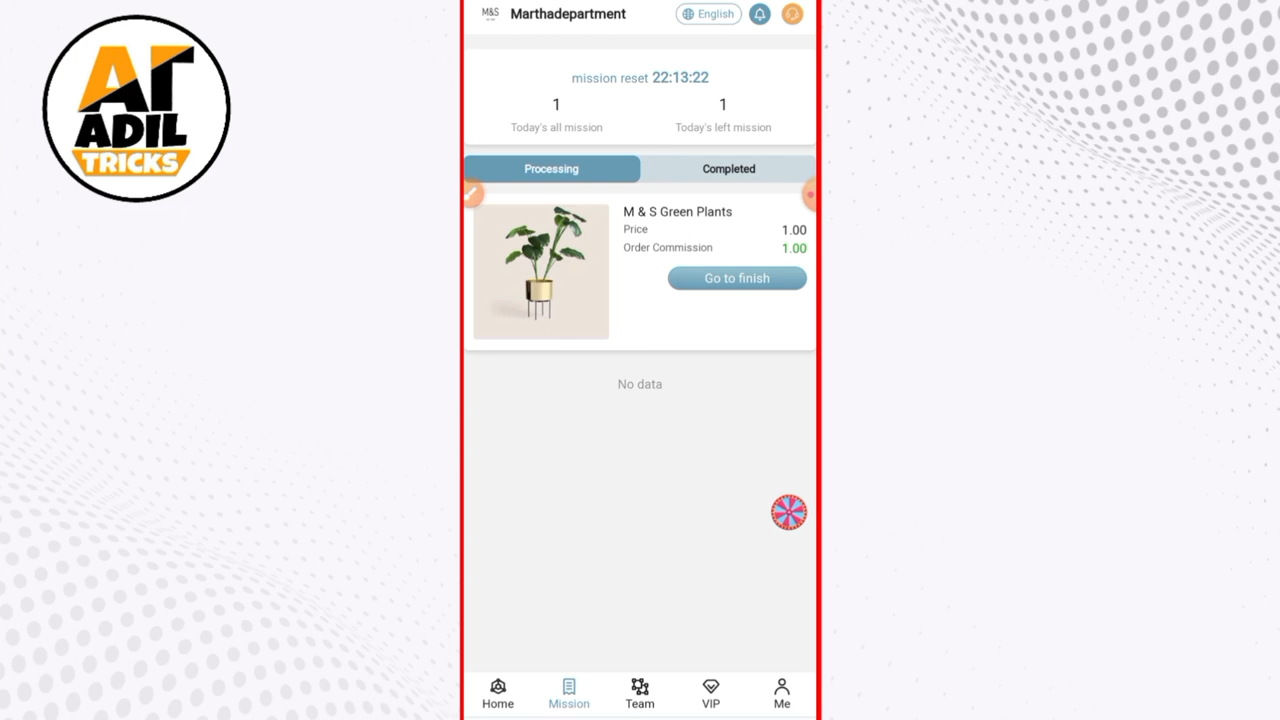 AT
ADIL
TRICKS
M&S
Marthadepartment
English
mission reset 22:13:22
1
1
Today's all mission
Today's left mission
Processing
Completed
M & S Green Plants
Price
1.00
Order Commission
1.00
Go to finish
No data
Home
Mission
Team
VIP
Me